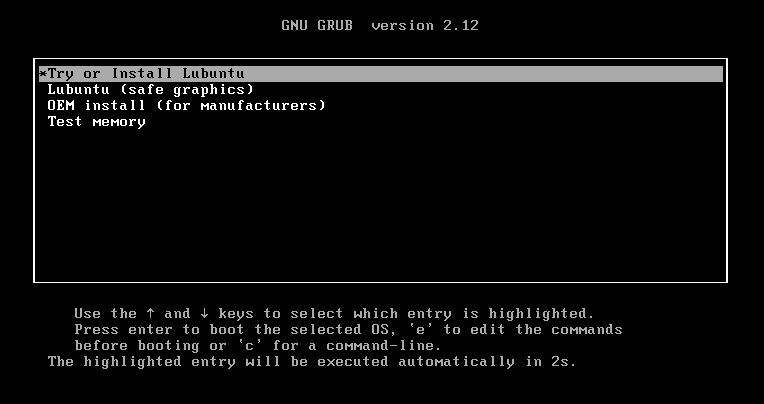 GNU GRUB  version 2.12
*Try or Install Lubuntu
Lubuntu (safe graphics)
OEM install (for manufacturers)
Test memory
Use the ↑ and ↓ keys to select which entry is highlighted.
Press enter to boot the selected OS, `e' to edit the commands
before booting or `c' for a command-line.
The highlighted entry will be executed automatically in 2s.